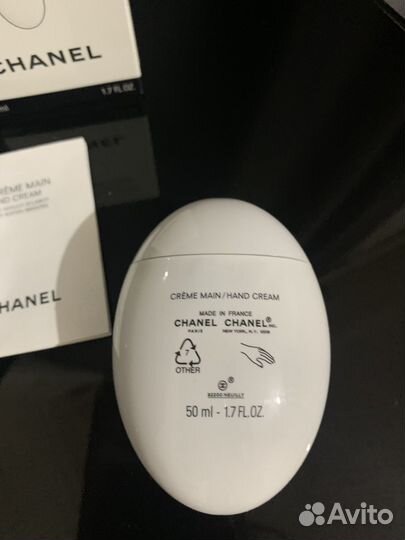 CHANEL
1.7 FL.OZ.
CRÈME MAIN
HAND CREAM
CHANEL
CRÈME MAIN/HAND CREAM
MADE IN FRANCE
CHANEL CHANEL® INC.
PARIS NEW YORK, N.Y.
7
OTHER
®
92200 NEUILLY
50 ml - 1.7 FL.OZ.
Avito